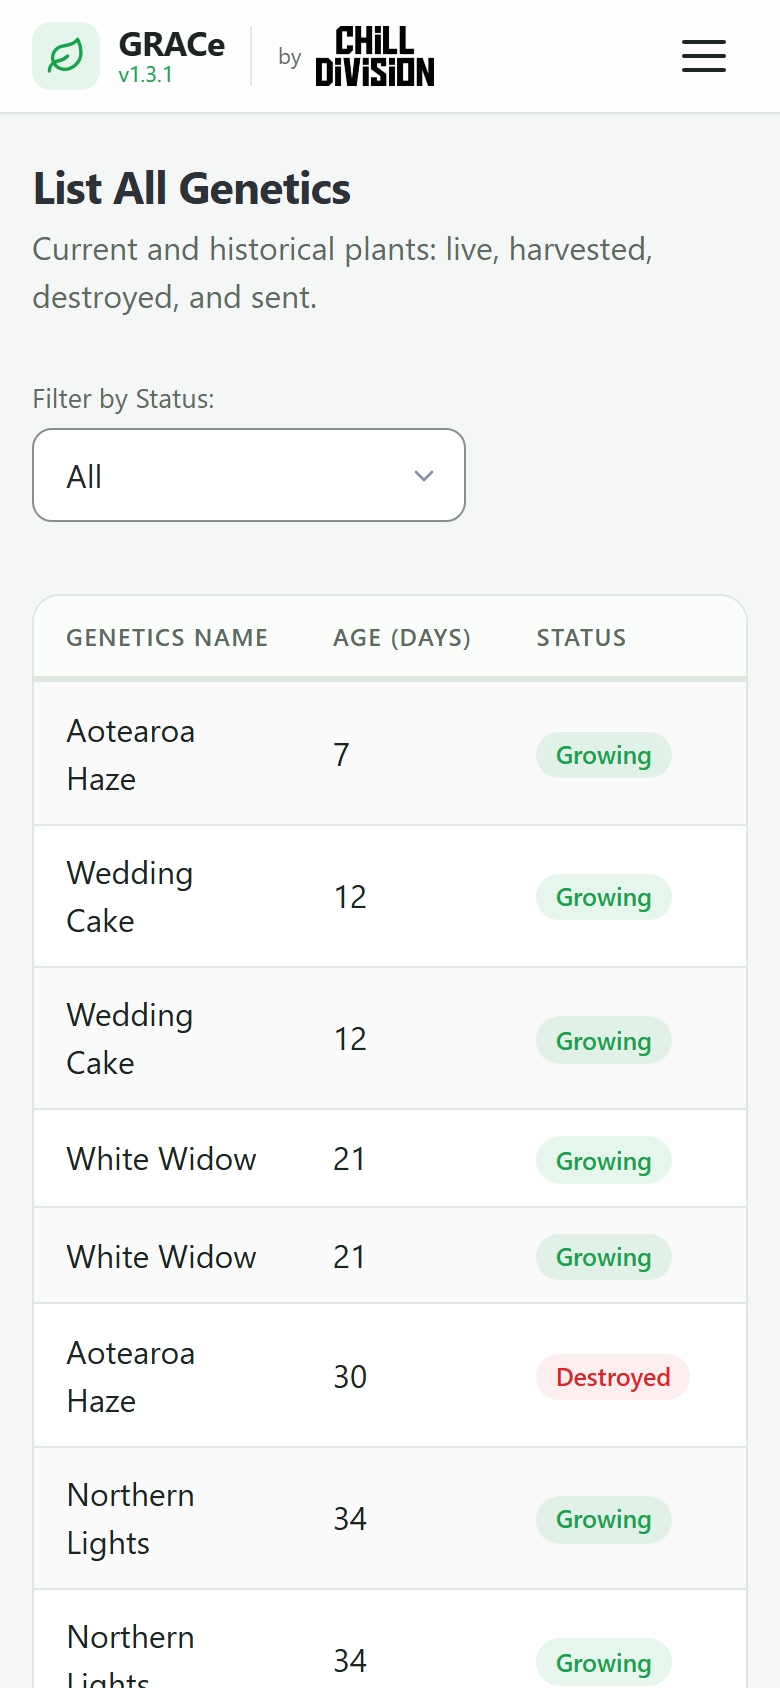 GRACe
v1.3.1
by
CHiLL
DiViSiON
List All Genetics
Current and historical plants: live, harvested,
destroyed, and sent.
Filter by Status:
All
GENETICS NAME AGE (DAYS) STATUS
Aotearoa
Haze
7
Growing
Wedding
Cake
12
Growing
Wedding
Cake
12
Growing
White Widow 21 Growing
White Widow 21 Growing
Aotearoa
Haze
30
Destroyed
Northern
Lights
34
Growing
Northern
Lights
34
Growing